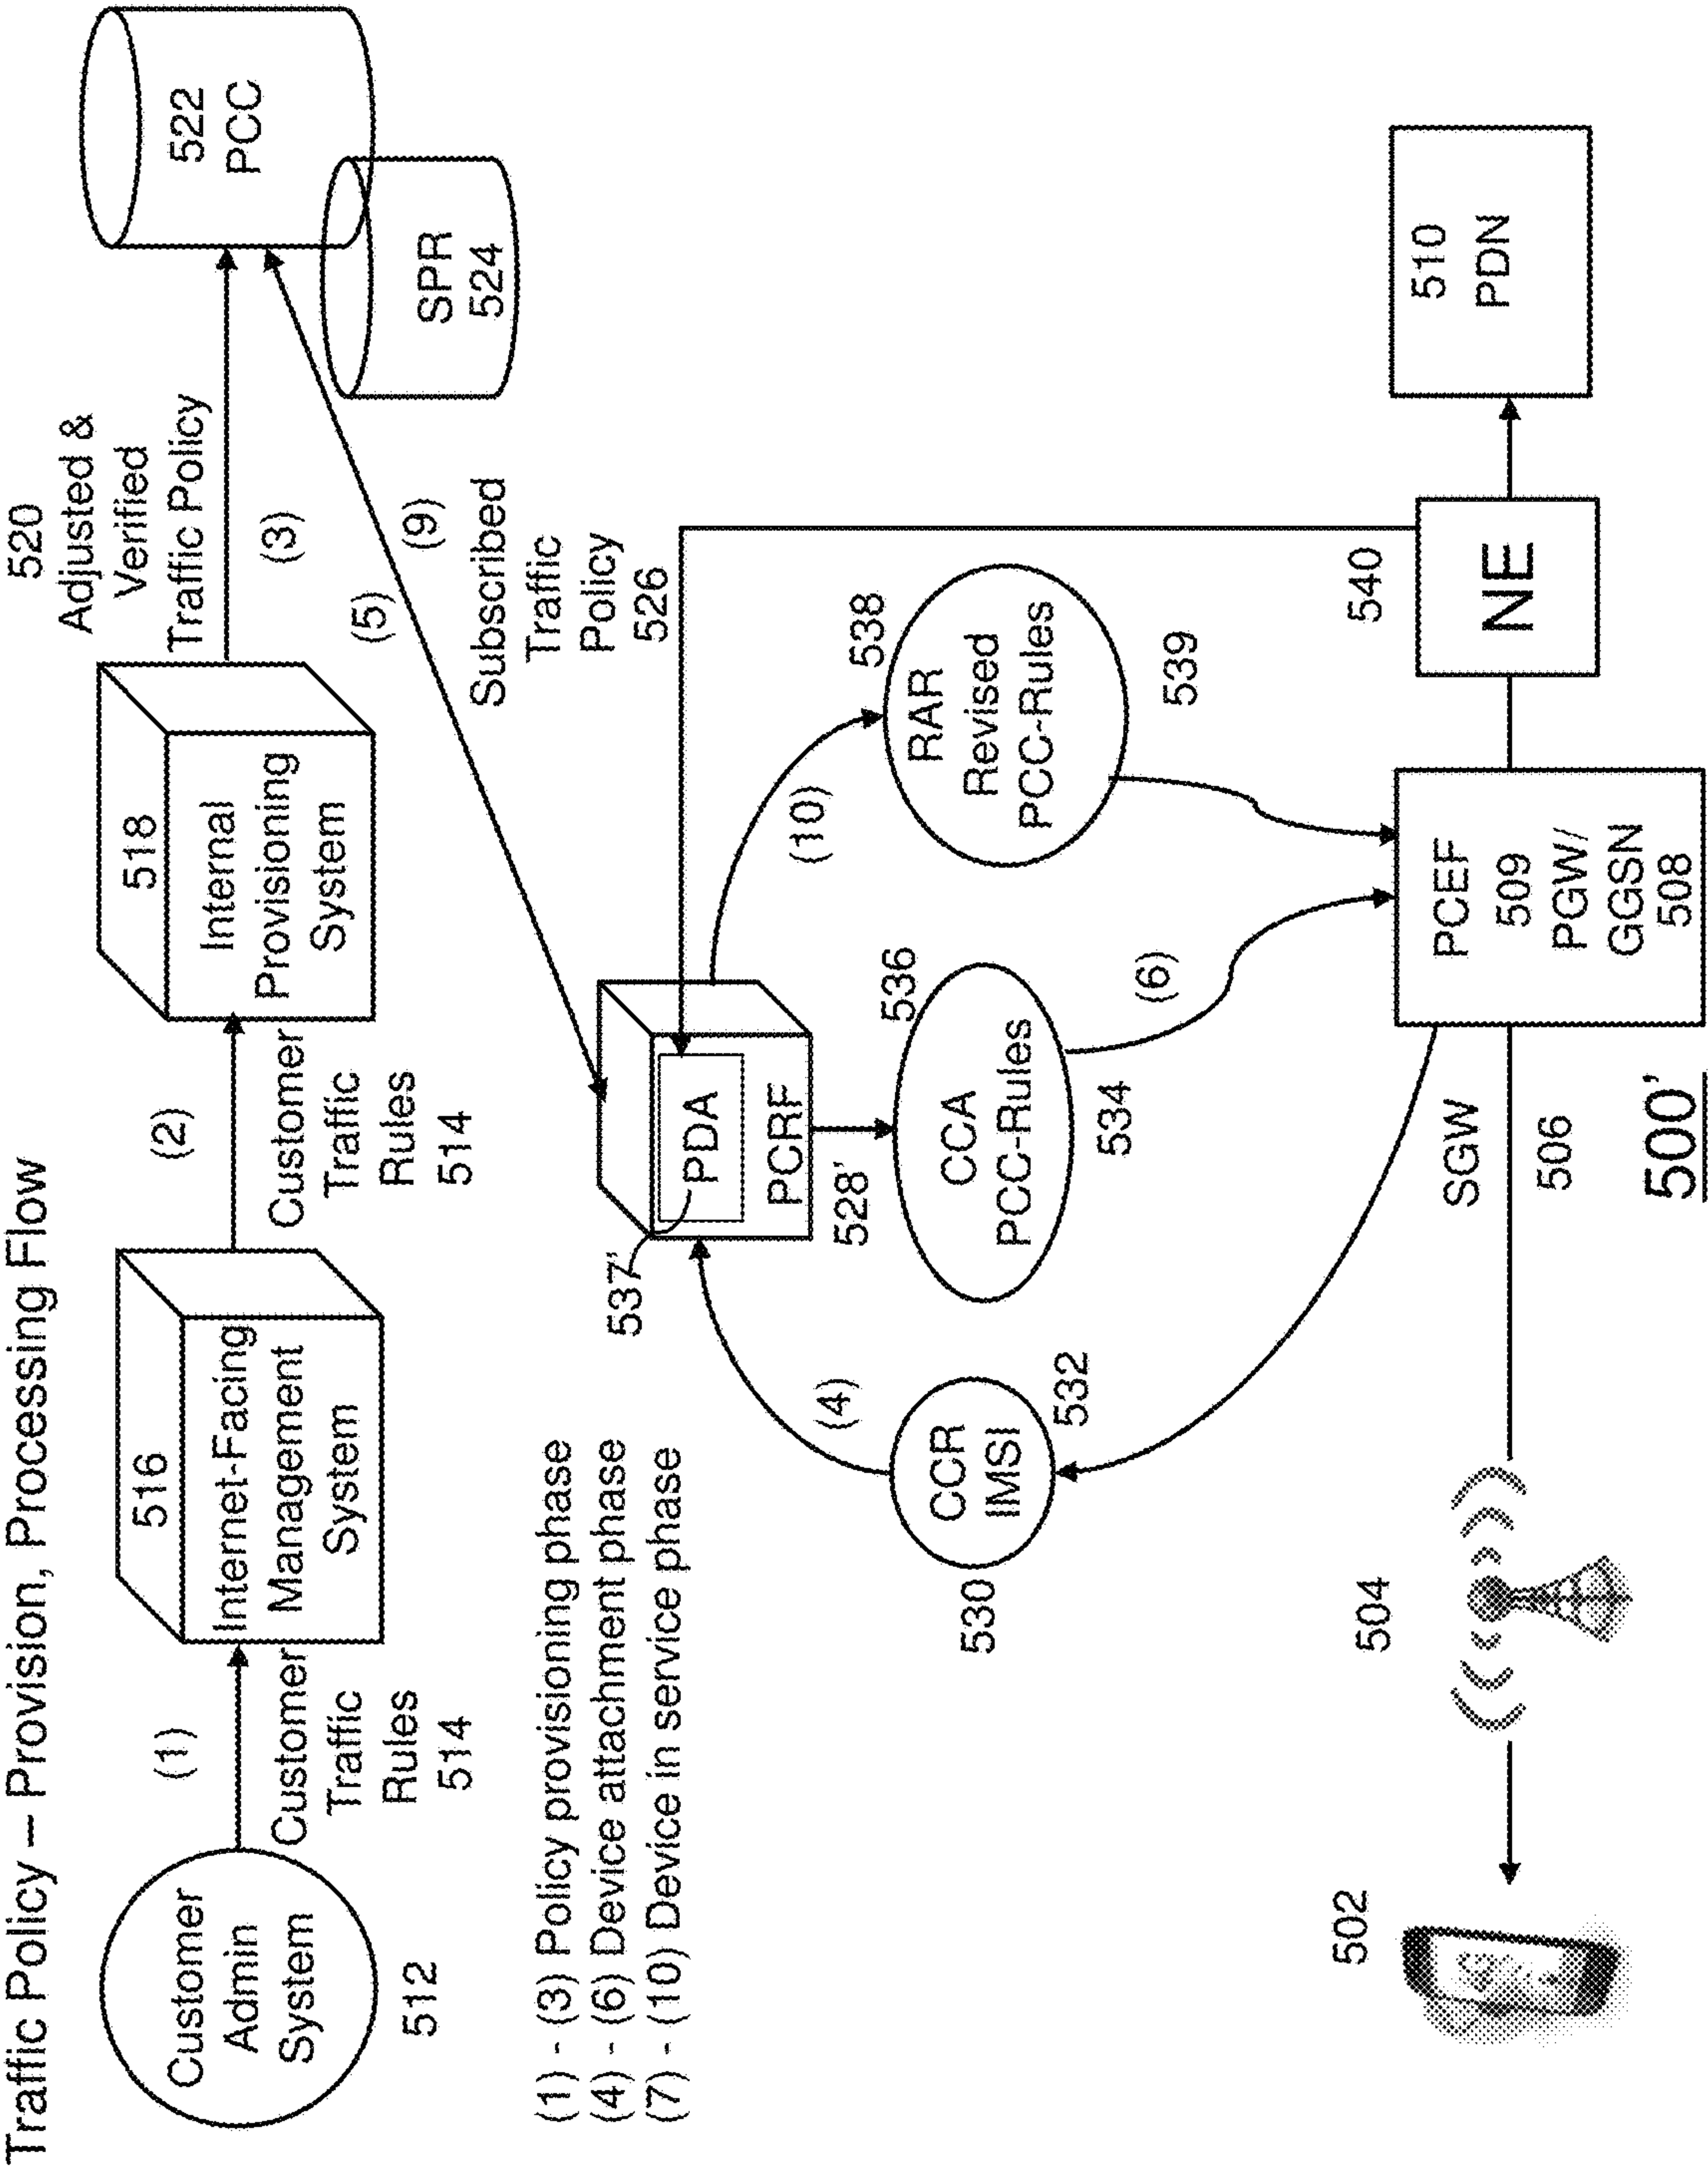 Traffic Policy – Provision, Processing Flow
Customer
Admin
System
512
(1)
Customer
Traffic
Rules
514
516
Internet-Facing
Management
System
(2)
Customer
Traffic
Rules
514
518
Internal
Provisioning
System
520
Adjusted &
Verified
Traffic Policy
(3)
522
PCC
SPR
524
(5)
(9)
Subscribed
Traffic
Policy
526
(1) - (3) Policy provisioning phase
(4) - (6) Device attachment phase
(7) - (10) Device in service phase
537'
PDA
PCRF
528'
(4)
530
CCR
IMSI
532
536
CCA
PCC-Rules
534
(6)
(10)
538
RAR
Revised
PCC-Rules
539
540
NE
510
PDN
PCEF
509
PGW/
GGSN
508
SGW
506
504
502
500'